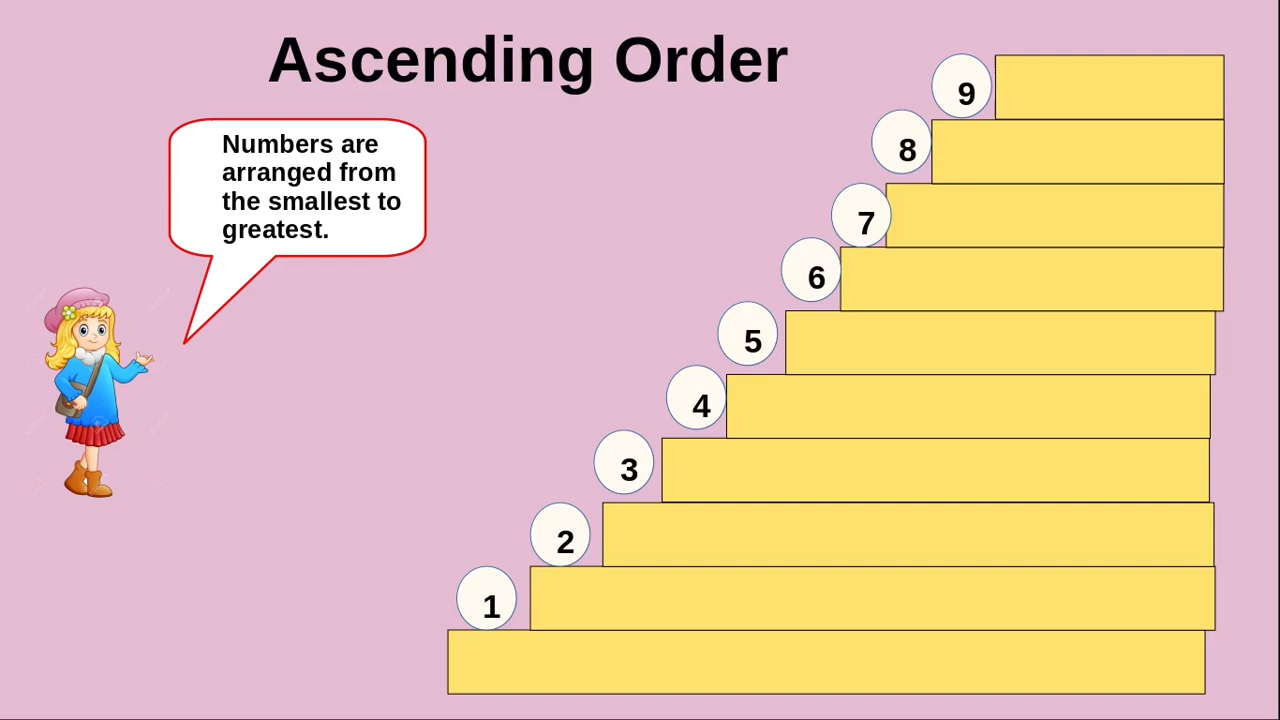 Ascending Order
Numbers are
arranged from
the smallest to
greatest.
9
8
7
6
5
4
3
2
1